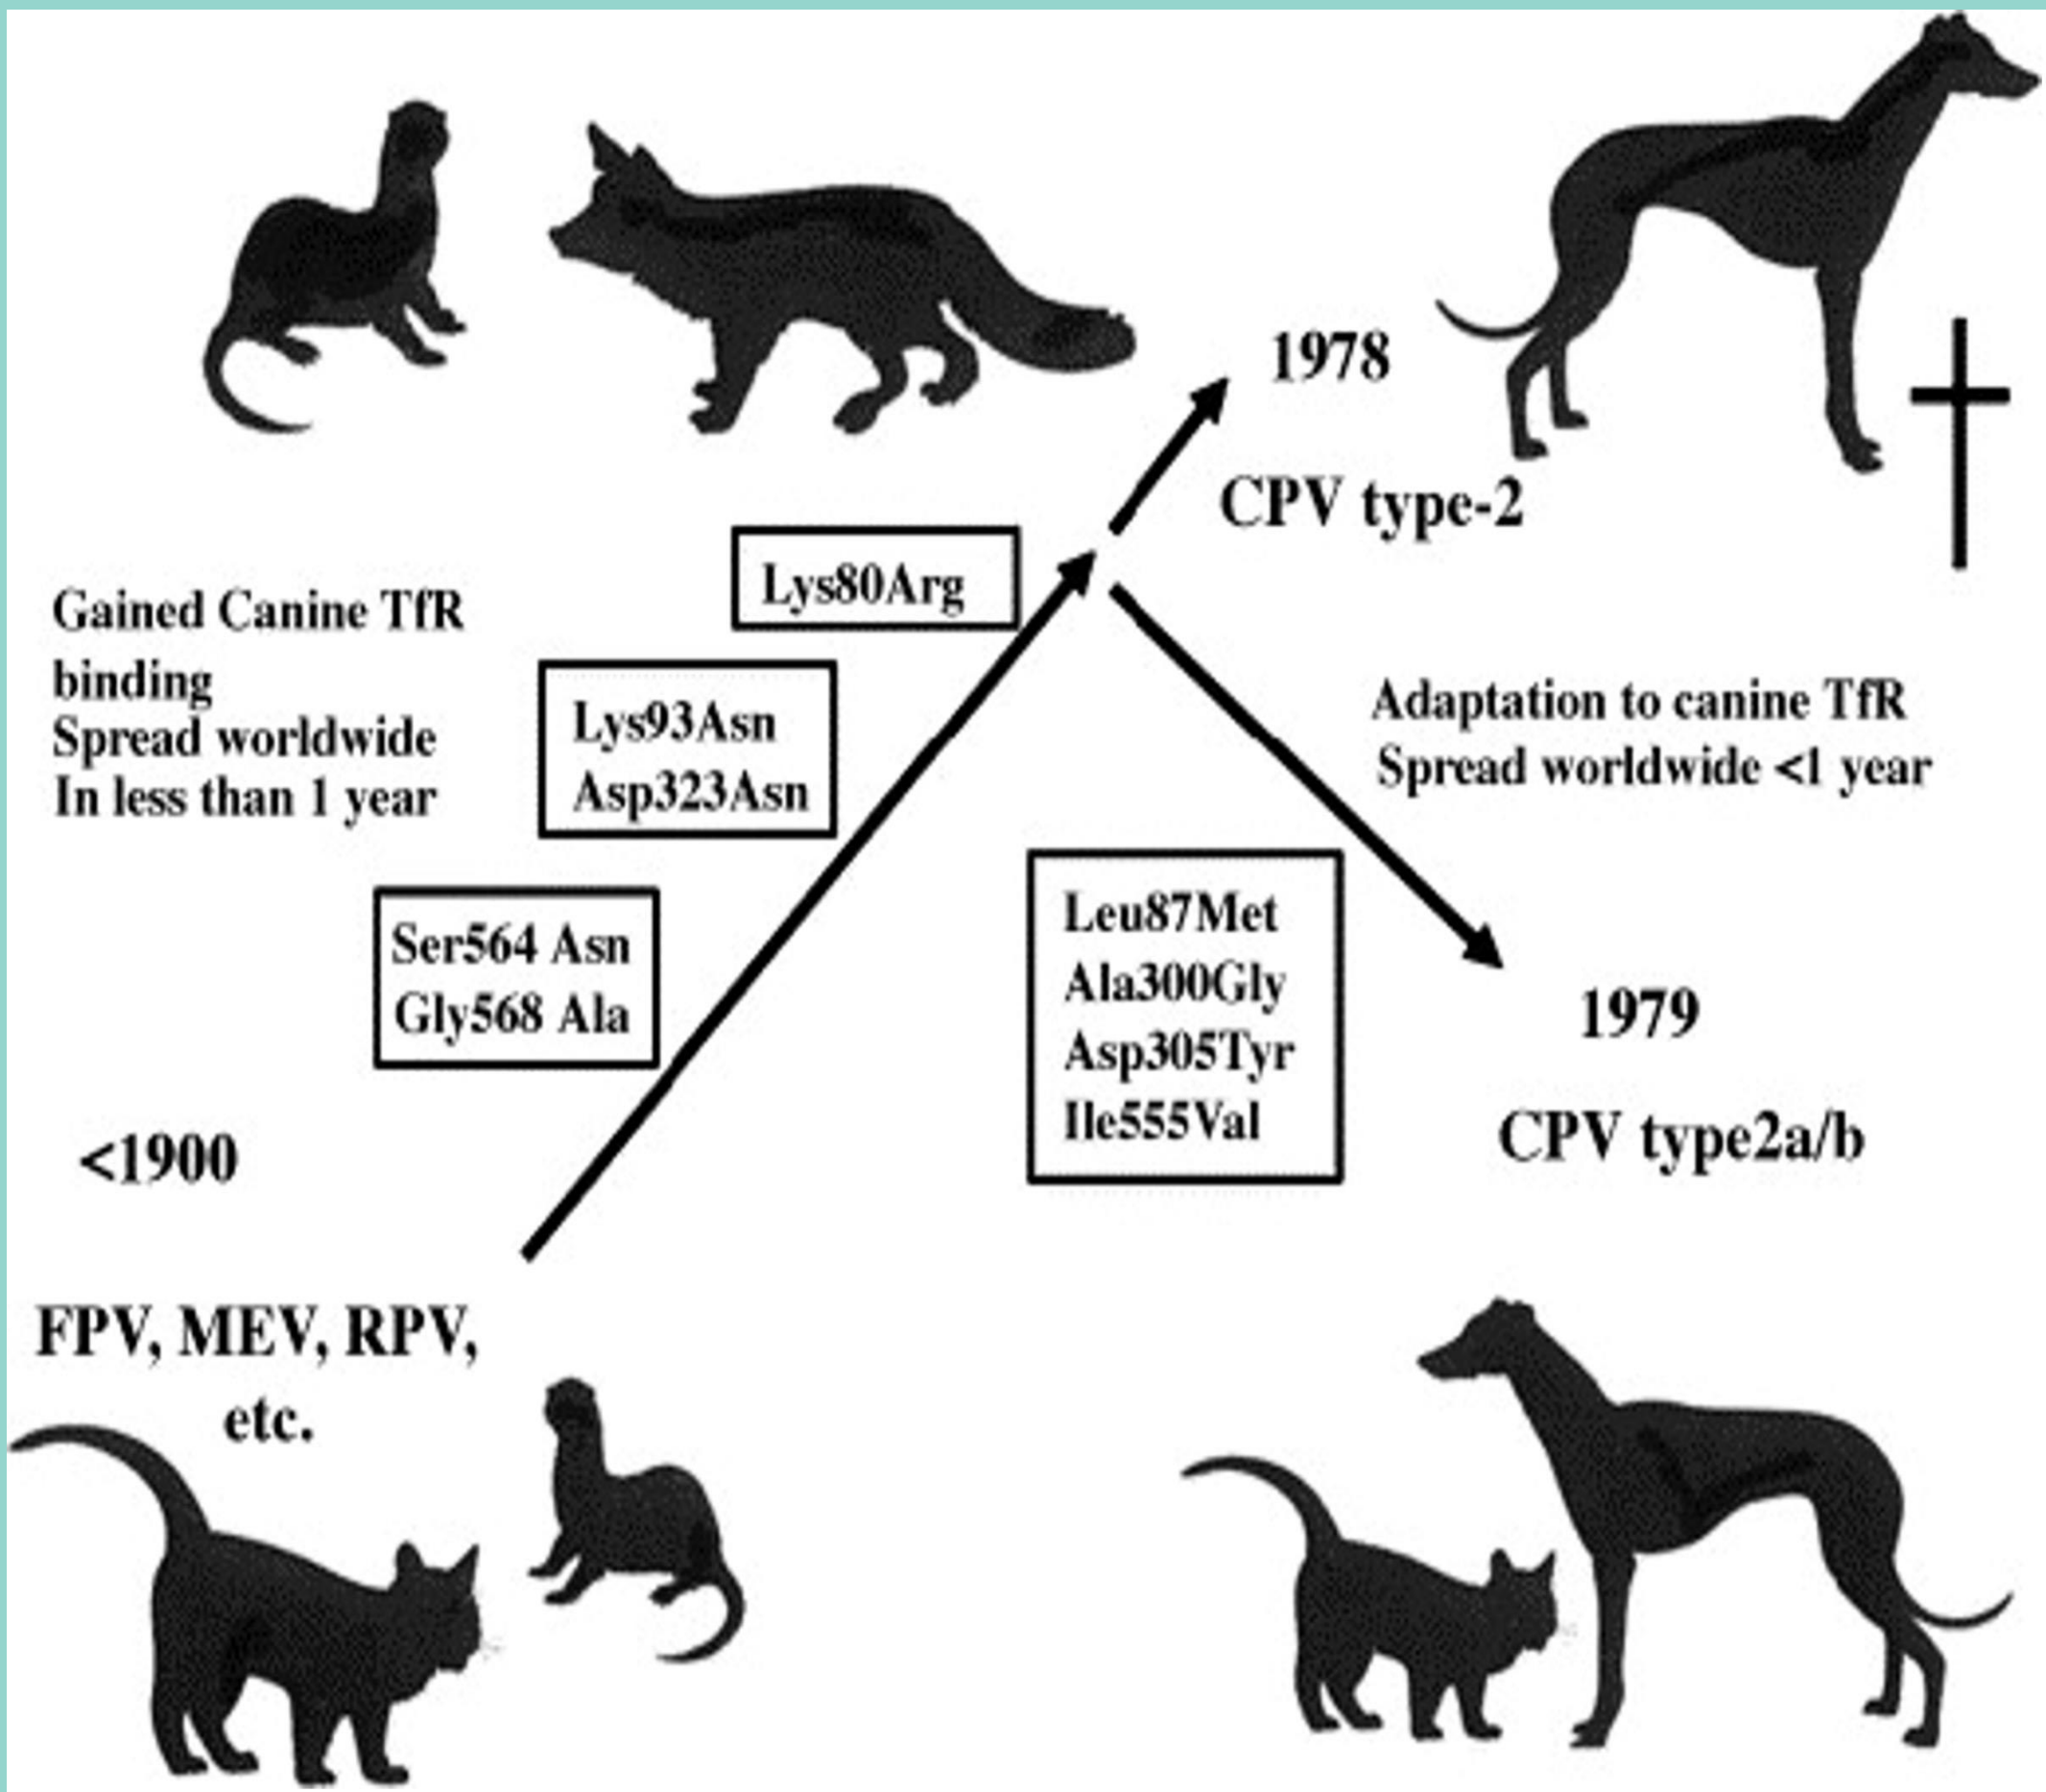 1978
CPV type-2
Lys80Arg
Gained Canine TfR
binding
Spread worldwide
In less than 1 year
Lys93Asn
Asp323Asn
Adaptation to canine TfR
Spread worldwide <1 year
Ser564 Asn
Gly568 Ala
Leu87Met
Ala300Gly
Asp305Tyr
Ile555Val
1979
CPV type2a/b
<1900
FPV, MEV, RPV,
etc.